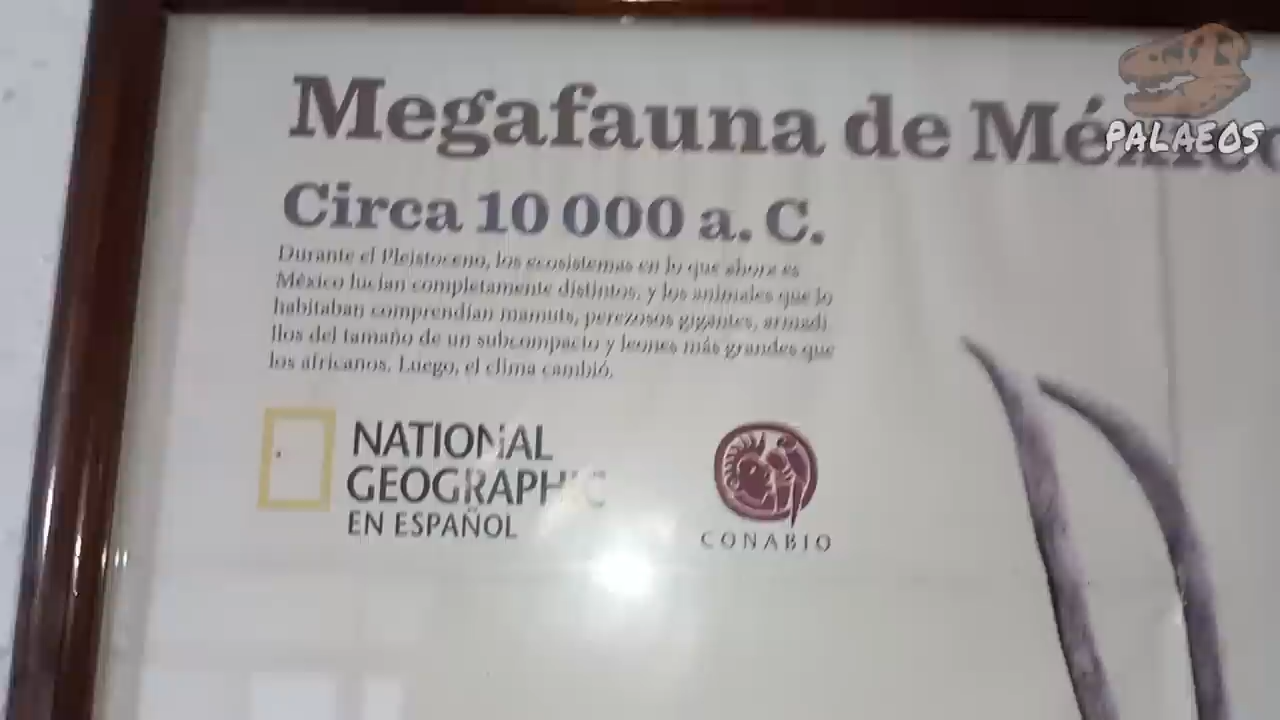 Megafauna de México
PALAEOS
Circa 10 000 a. C.
Durante el Pleistoceno, los ecosistemas en lo que ahora es
México lucían completamente distintos, y los animales que lo
habitaban comprendían mamuts, perezosos gigantes, armadi
llos del tamaño de un subcompacto y leones más grandes que
los africanos. Luego, el clima cambió.
NATIONAL
GEOGRAPHIC
EN ESPAÑOL
CONABIO